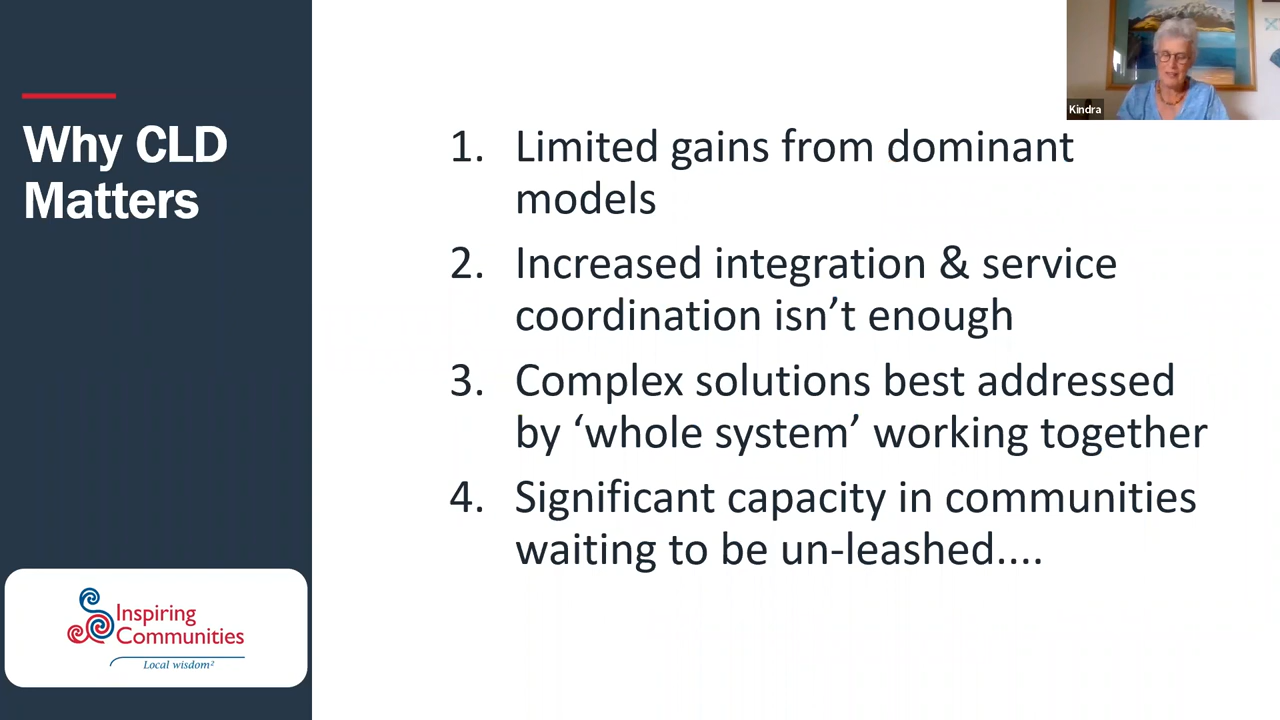 Why CLD
Matters
Kindra
1. Limited gains from dominant
models
2. Increased integration & service
coordination isn’t enough
3. Complex solutions best addressed
by ‘whole system’ working together
4. Significant capacity in communities
waiting to be un-leashed....
Inspiring
Communities
Local wisdom²